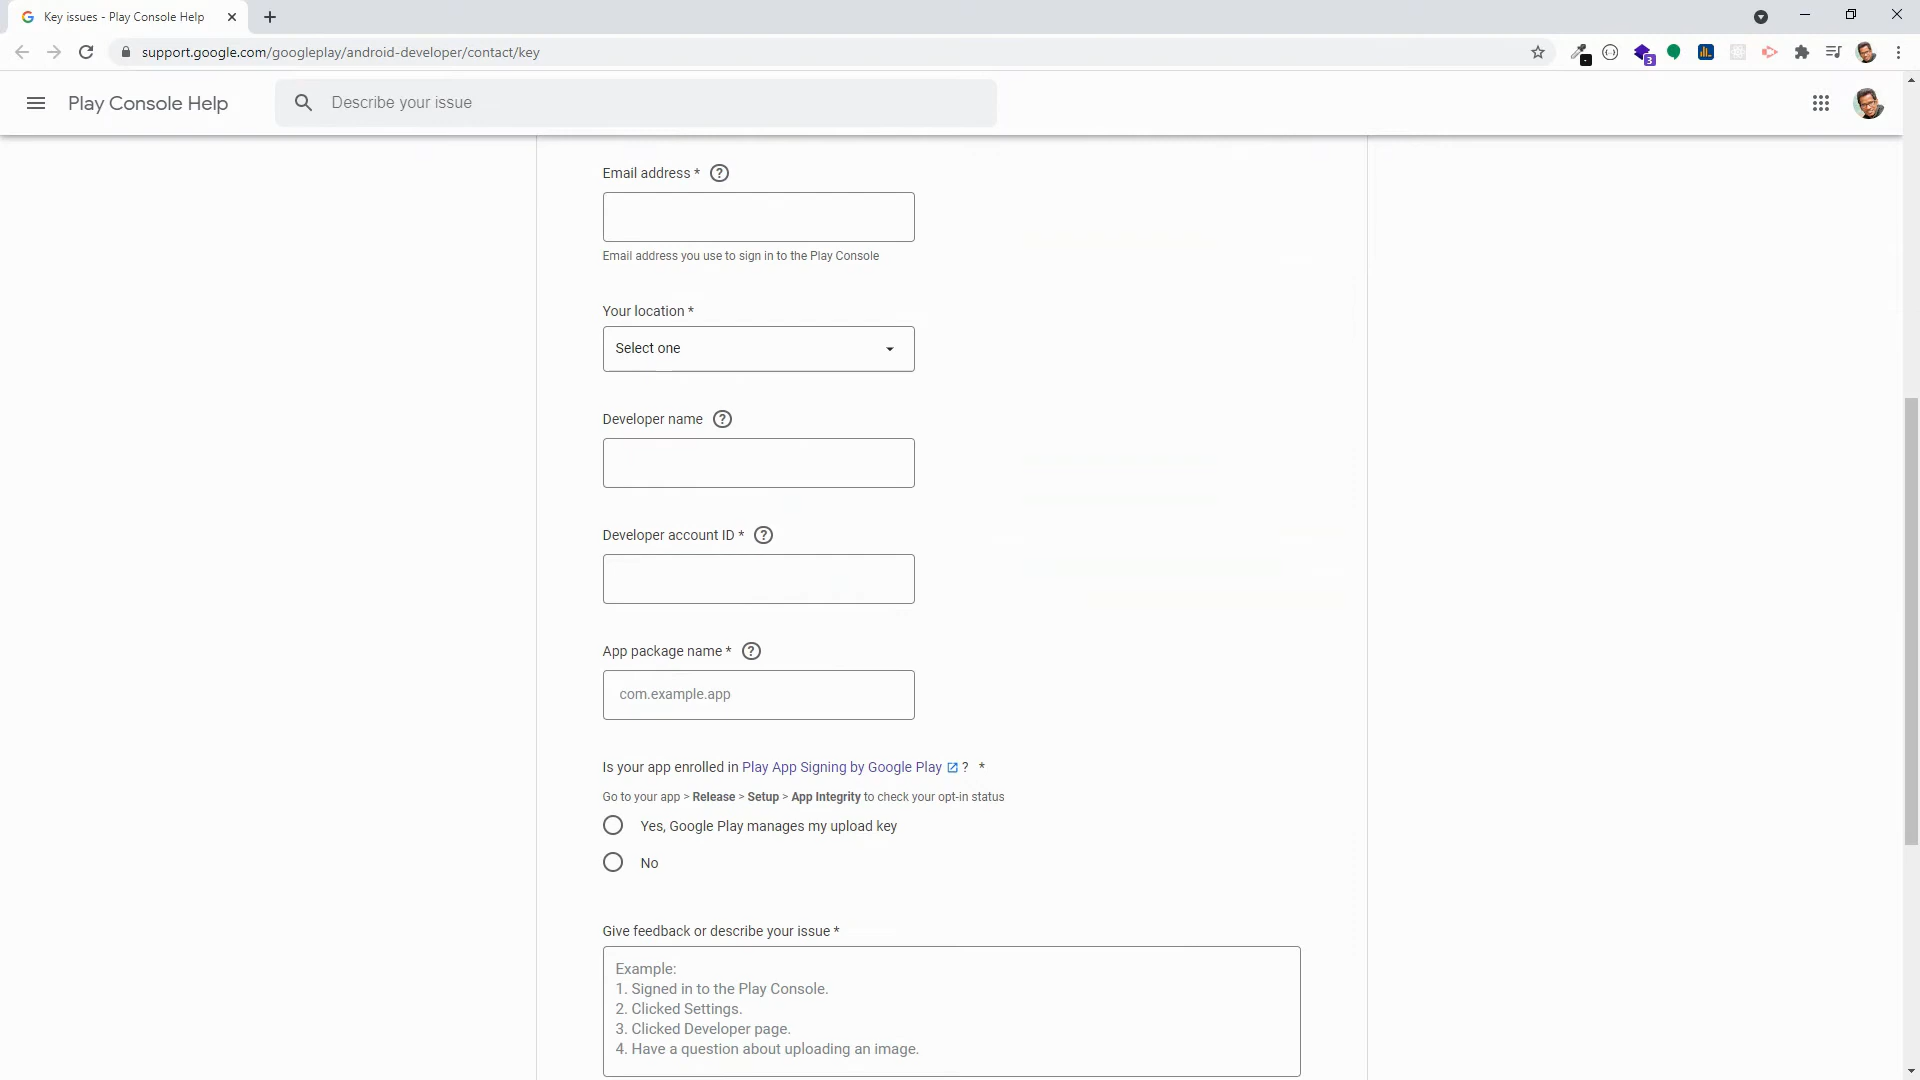 Key issues - Play Console Help
support.google.com/googleplay/android-developer/contact/key
3
Play Console Help
Describe your issue
Email address *
Email address you use to sign in to the Play Console
Your location *
Select one
Developer name
Developer account ID *
App package name *
com.example.app
Is your app enrolled in Play App Signing by Google Play ? *
Go to your app > Release > Setup > App Integrity to check your opt-in status
Yes, Google Play manages my upload key
No
Give feedback or describe your issue *
Example:
1. Signed in to the Play Console.
2. Clicked Settings.
3. Clicked Developer page.
4. Have a question about uploading an image.